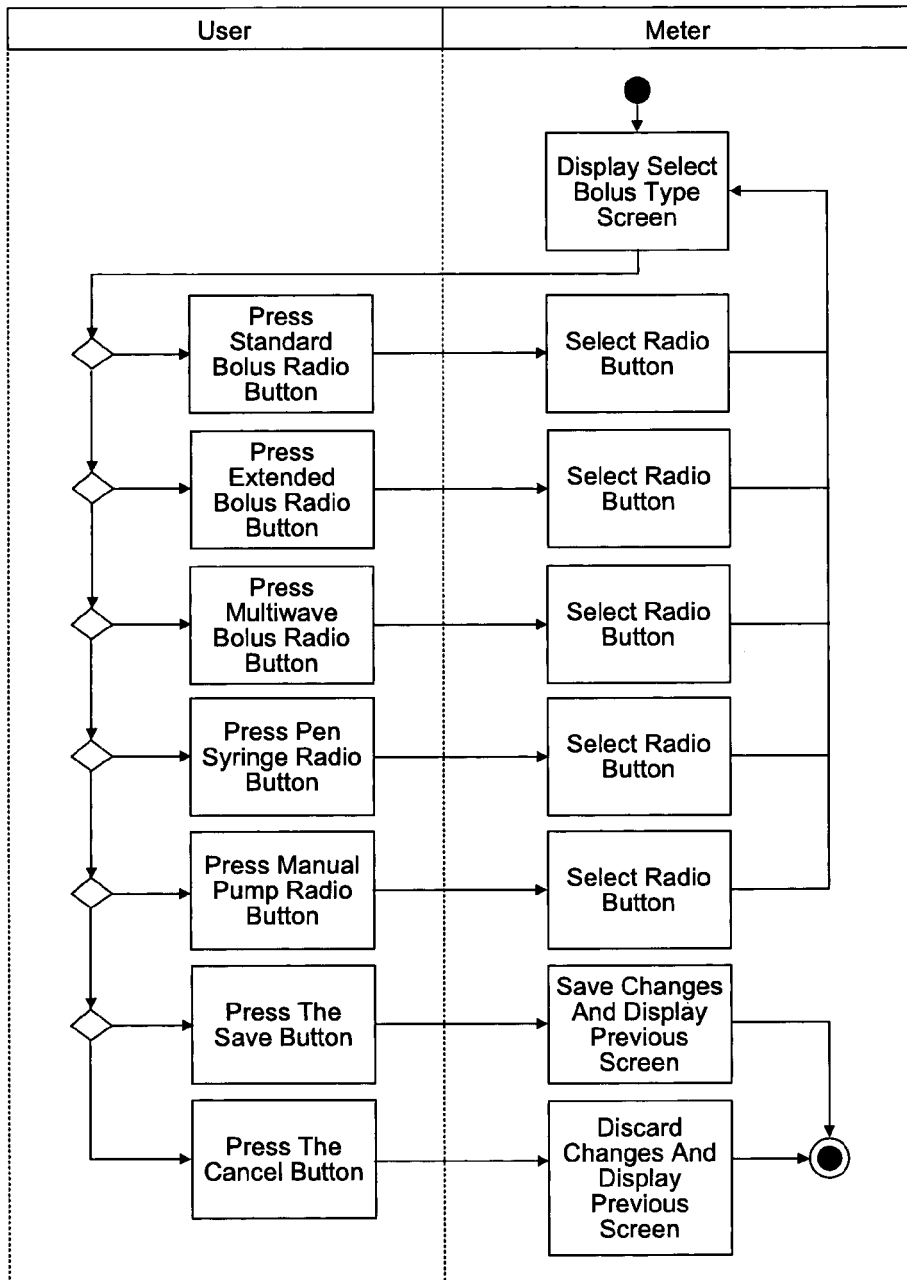 User
Meter
Display Select
Bolus Type
Screen
Press
Standard
Bolus Radio
Button
Select Radio
Button
Press
Extended
Bolus Radio
Button
Select Radio
Button
Press
Multiwave
Bolus Radio
Button
Select Radio
Button
Press Pen
Syringe Radio
Button
Select Radio
Button
Press Manual
Pump Radio
Button
Select Radio
Button
Press The
Save Button
Save Changes
And Display
Previous
Screen
Press The
Cancel Button
Discard
Changes And
Display
Previous
Screen